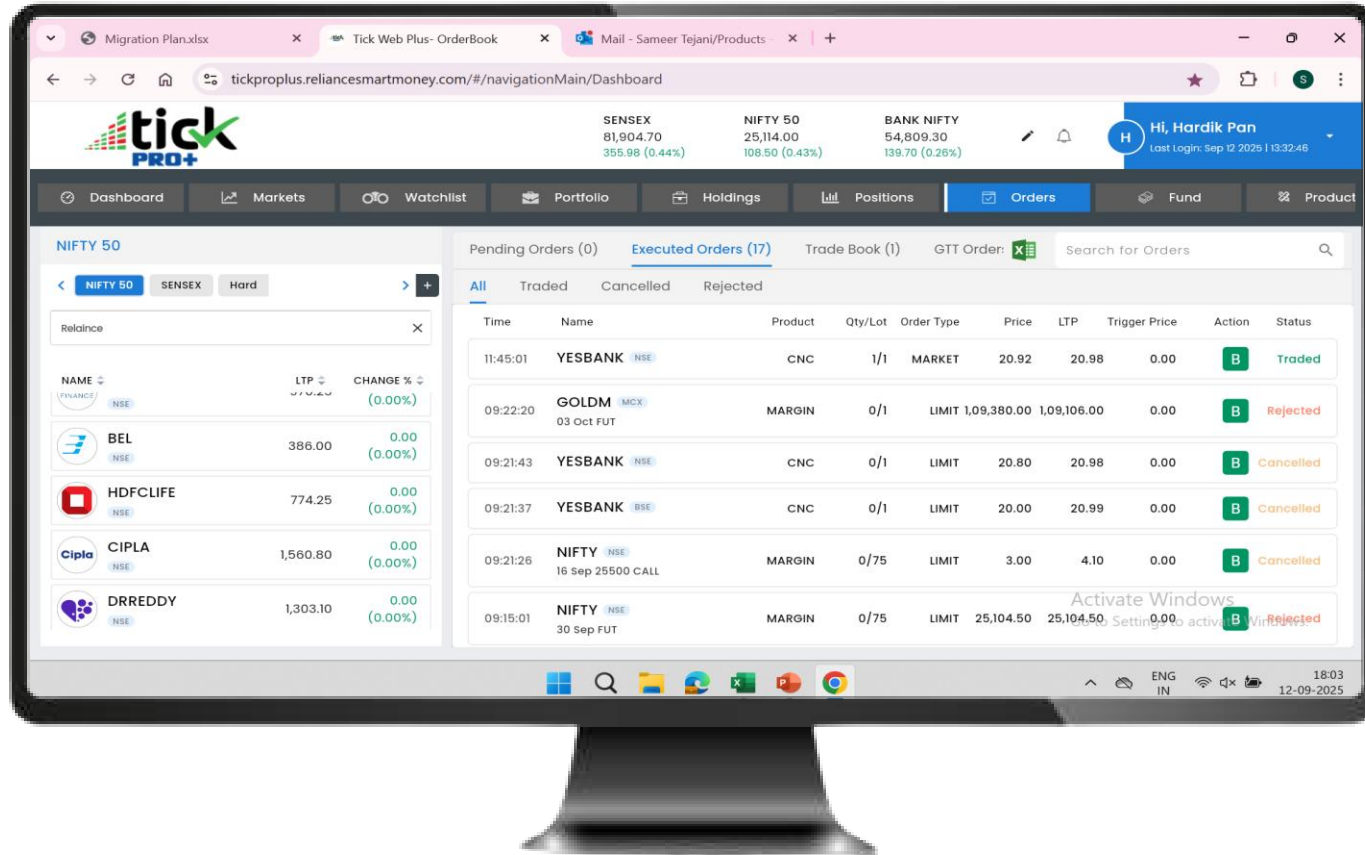 Migration Plan.xlsx
Tick Web Plus- OrderBook
Mail - Sameer Tejani/Products -
tickproplus.reliancesmartmoney.com/#/navigationMain/Dashboard
S
tick
PRO+
SENSEX
81,904.70
355.98 (0.44%)
NIFTY 50
25,114.00
108.50 (0.43%)
BANK NIFTY
54,809.30
139.70 (0.26%)
H
Hi, Hardik Pan
Last Login: Sep 12 2025 | 13:32:46
Dashboard Markets Watchlist Portfolio Holdings Positions Orders Fund Product
NIFTY 50
NIFTY 50 SENSEX Hard +
Relaince
NAME LTP CHANGE %
FINANCE NSE (0.00%)
BEL 386.00 0.00
NSE (0.00%)
HDFCLIFE 774.25 0.00
NSE (0.00%)
Cipla CIPLA 1,560.80 0.00
NSE (0.00%)
DRREDDY 1,303.10 0.00
NSE (0.00%)
Pending Orders (0) Executed Orders (17) Trade Book (1) GTT Order Search for Orders
All Traded Cancelled Rejected
Time Name Product Qty/Lot Order Type Price LTP Trigger Price Action Status
11:45:01 YESBANK NSE CNC 1/1 MARKET 20.92 20.98 0.00 B Traded
09:22:20 GOLDM MCX MARGIN 0/1 LIMIT 1,09,380.00 1,09,106.00 0.00 B Rejected
03 Oct FUT
09:21:43 YESBANK NSE CNC 0/1 LIMIT 20.80 20.98 0.00 B Cancelled
09:21:37 YESBANK BSE CNC 0/1 LIMIT 20.00 20.99 0.00 B Cancelled
09:21:26 NIFTY NSE MARGIN 0/75 LIMIT 3.00 4.10 0.00 B Cancelled
16 Sep 25500 CALL
09:15:01 NIFTY NSE MARGIN 0/75 LIMIT 25,104.50 25,104.50 0.00 B Rejected
30 Sep FUT
Activate Windows
Go to Settings to activate Windows.
ENG
IN
18:03
12-09-2025